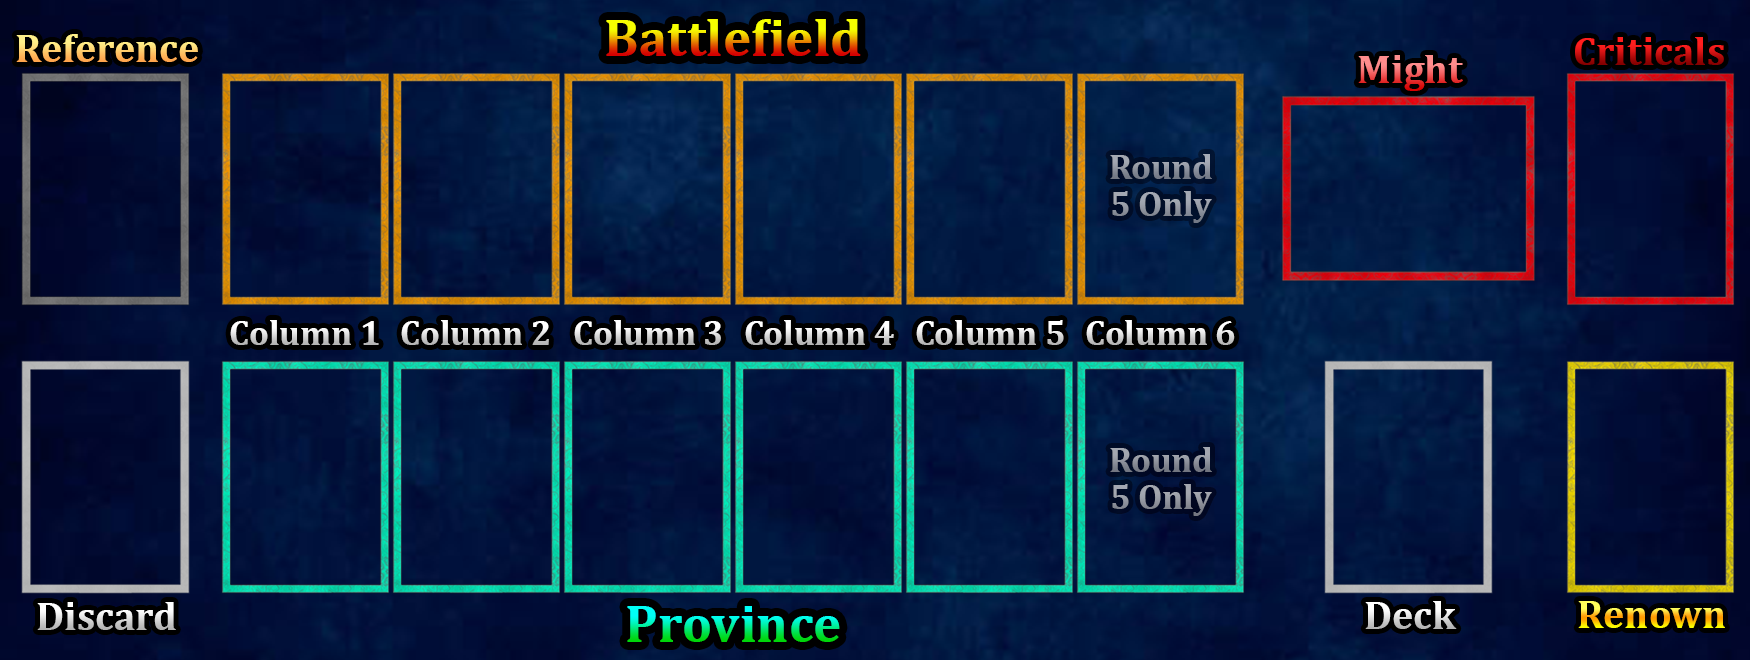 Reference
Battlefield
Might
Criticals
Round
5 Only
Column 1
Column 2
Column 3
Column 4
Column 5
Column 6
Round
5 Only
Discard
Province
Deck
Renown